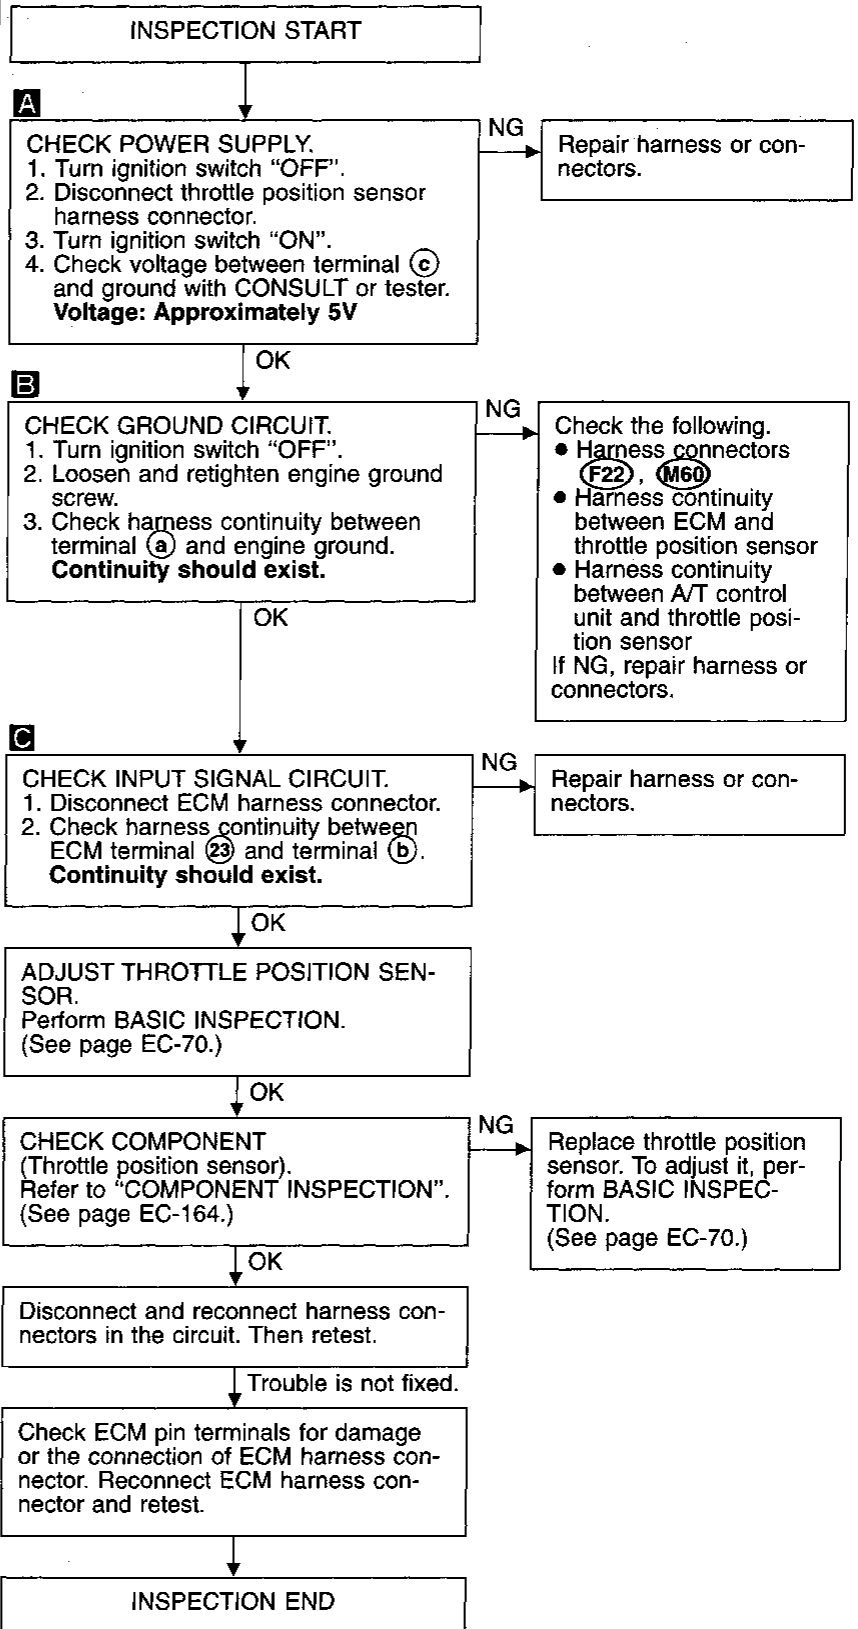 INSPECTION START
A
CHECK POWER SUPPLY.
1. Turn ignition switch “OFF”.
2. Disconnect throttle position sensor
harness connector.
3. Turn ignition switch “ON”.
4. Check voltage between terminal ⓒ
and ground with CONSULT or tester.
Voltage: Approximately 5V
NG
Repair harness or con-
nectors.
OK
B
CHECK GROUND CIRCUIT.
1. Turn ignition switch “OFF”.
2. Loosen and retighten engine ground
screw.
3. Check harness continuity between
terminal ⓐ and engine ground.
Continuity should exist.
NG
Check the following.
● Harness connectors
F22 , M60
● Harness continuity
between ECM and
throttle position sensor
● Harness continuity
between A/T control
unit and throttle posi-
tion sensor
If NG, repair harness or
connectors.
OK
C
CHECK INPUT SIGNAL CIRCUIT.
1. Disconnect ECM harness connector.
2. Check harness continuity between
ECM terminal ㉓ and terminal ⓑ.
Continuity should exist.
NG
Repair harness or con-
nectors.
OK
ADJUST THROTTLE POSITION SEN-
SOR.
Perform BASIC INSPECTION.
(See page EC-70.)
OK
CHECK COMPONENT
(Throttle position sensor).
Refer to “COMPONENT INSPECTION”.
(See page EC-164.)
NG
Replace throttle position
sensor. To adjust it, per-
form BASIC INSPEC-
TION.
(See page EC-70.)
OK
Disconnect and reconnect harness con-
nectors in the circuit. Then retest.
Trouble is not fixed.
Check ECM pin terminals for damage
or the connection of ECM harness con-
nector. Reconnect ECM harness con-
nector and retest.
INSPECTION END